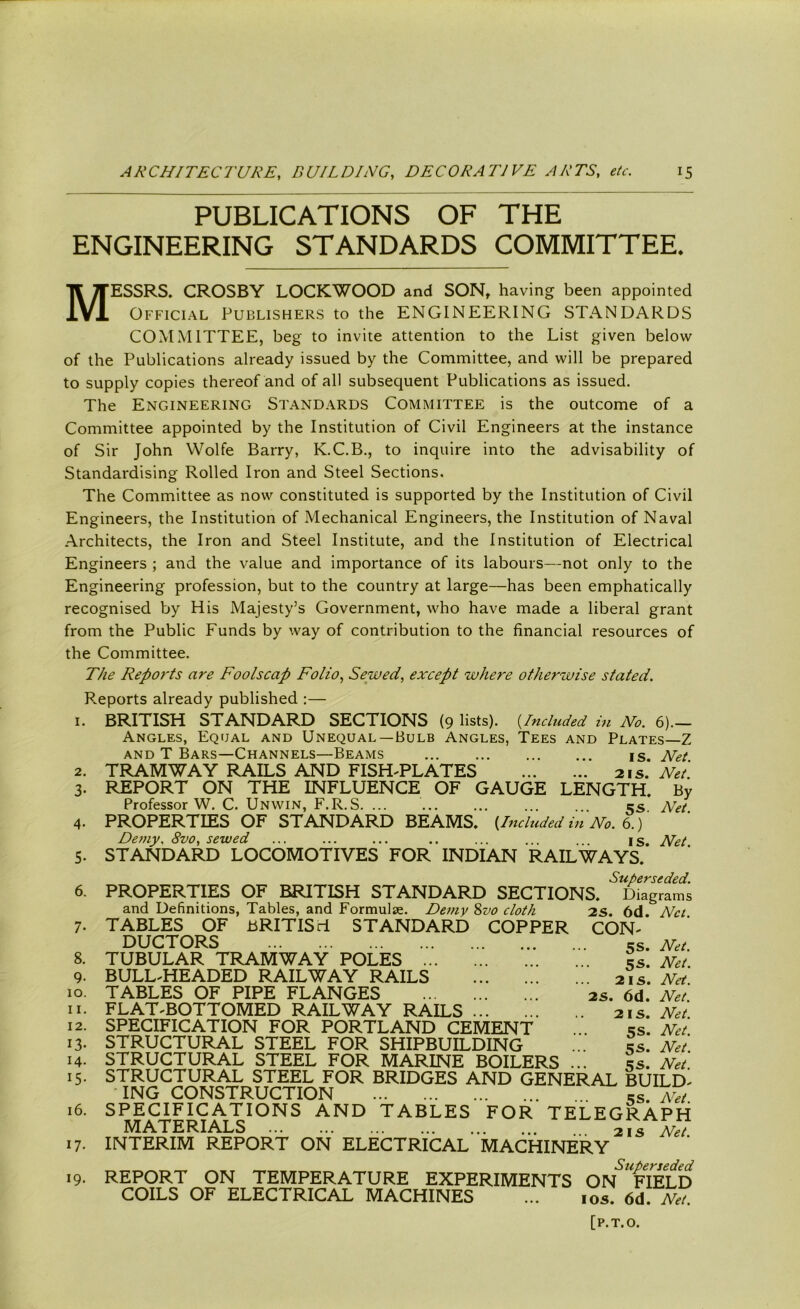 ARCHITECTURE, BUILDING, DECORATIVE ARTS, etc. 15
PUBLICATIONS OF THE
ENGINEERING STANDARDS COMMITTEE.
MESSRS. CROSBY LOCKWOOD and SON, having been appointed
Official Publishers to the ENGINEERING STANDARDS
COMMITTEE, beg to invite attention to the List given below
of the Publications already issued by the Committee, and will be prepared
to supply copies thereof and of all subsequent Publications as issued.
The Engineering Standards Committee is the outcome of a
Committee appointed by the Institution of Civil Engineers at the instance
of Sir John Wolfe Barry, K.C.B., to inquire into the advisability of
Standardising Rolled Iron and Steel Sections.
The Committee as now constituted is supported by the Institution of Civil
Engineers, the Institution of Mechanical Engineers, the Institution of Naval
Architects, the Iron and Steel Institute, and the Institution of Electrical
Engineers ; and the value and importance of its labours—not only to the
Engineering profession, but to the country at large—has been emphatically
recognised by His Majesty's Government, who have made a liberal grant
from the Public Funds by way of contribution to the financial resources of
the Committee.
The Reports are Foolscap Folio, Sewed, except where otherwise stated.
Reports already published :—
1. BRITISH STANDARD SECTIONS (9 lists). (Included in No. 6).—
Angles, Equal and Unequal—Bulb Angles, Tees and Plates—Z
and T Bars—Channels—Beams ... ... ... ... 1s. Net.
2. TRAMWAY RAILS AND FISH-PLATES ... ... 21s. Net.
3. REPORT ON THE INFLUENCE OF GAUGE LENGTH. By
Professor W. C. Unwin, F.R.S. ... ... ... ... ... 5s. Net.
4. PROPERTIES OF STANDARD BEAMS. (Included in No. 6.)
Demy, 8vo, sewed ... ... ... .. ... ... ... 1s. Net.
5. STANDARD LOCOMOTIVES FOR INDIAN RAILWAYS.
Superseded.
6. PROPERTIES OF BRITISH STANDARD SECTIONS. Diagrams
and Definitions, Tables, and Formulæ. Demy 8vo cloth 2s. 6d. Net.
7. TABLES OF BRITISH STANDARD COPPER CON-
DUCTORS ... ... ... ... ... ... ... 5s. Net.
8. TUBULAR TRAMWAY POLES ... ... ... ... 5s. Net.
9. BULL-HEADED RAILWAY RAILS ... ... ... 21s. Net.
10. TABLES OF PIPE FLANGES ... ... ... 2s. 6d. Net.
11. FLAT-BOTTOMED RAILWAY RAILS ... ... .. 21s. Net.
12. SPECIFICATION FOR PORTLAND CEMENT ... 5s. Net.
13. STRUCTURAL STEEL FOR SHIPBUILDING ... 5s. Net.
14. STRUCTURAL STEEL FOR MARINE BOILERS ... 5s. Net.
15. STRUCTURAL STEEL FOR BRIDGES AND GENERAL BUILD-
ING CONSTRUCTION ... ... ... ... ... 5s. Net.
16. SPECIFICATIONS AND TABLES FOR TELEGRAPH
MATERIALS ... ... ... ... ... ... ... 21s Net.
17. INTERIM REPORT ON ELECTRICAL MACHINERY
Superseded
19. REPORT ON TEMPERATURE EXPERIMENTS ON FIELD
COILS OF ELECTRICAL MACHINES ... 10s. 6d. Net.
[P.T.O.